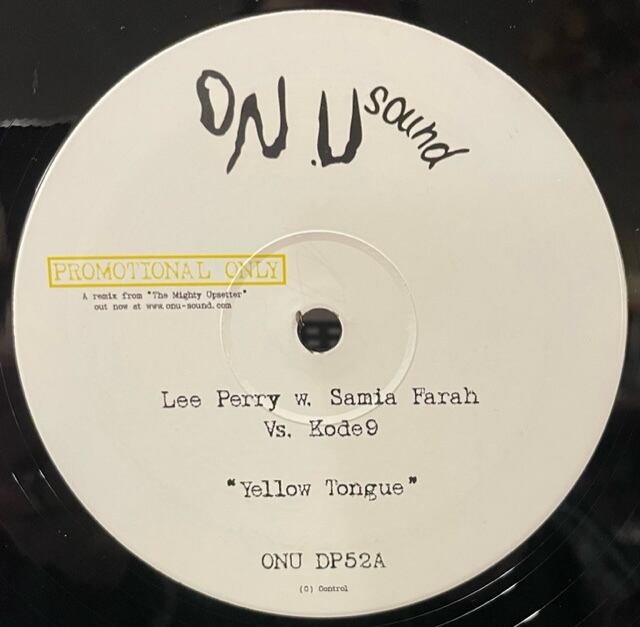 ON.U sound
PROMOTIONAL ONLY
A remix from "The Mighty Upsetter"
out now at www.onu-sound.com
Lee Perry w. Samia Farah
Vs. Kode9
"Yellow Tongue"
ONU DP52A
(C) Control